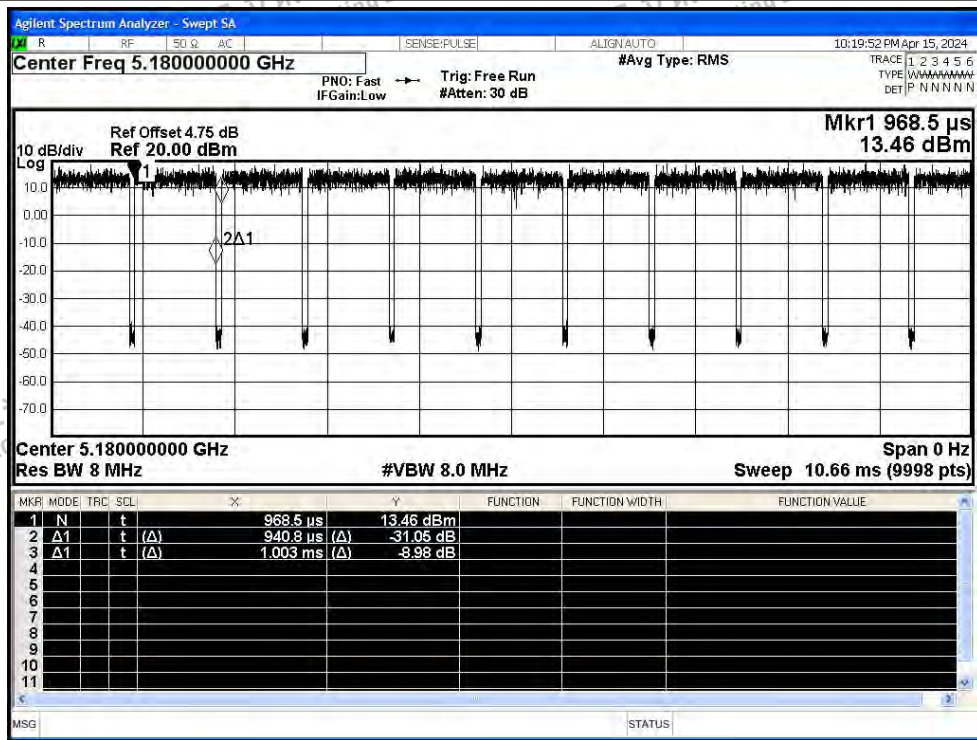 Agilent Spectrum Analyzer - Swept SA
LXI R RF 50 Ω AC SENSE:PULSE ALIGN AUTO 10:19:52 PM Apr 15, 2024
Center Freq 5.180000000 GHz #Avg Type: RMS TRACE 1 2 3 4 5 6
PNO: Fast Trig: Free Run TYPE WWWWWW
IFGain:Low #Atten: 30 dB DET P N N N N N
Mkr1 968.5 µs
Ref Offset 4.75 dB
10 dB/div Ref 20.00 dBm 13.46 dBm
Log
1
10.0
0.00
2Δ1
-10.0
-20.0
-30.0
-40.0
-50.0
-60.0
-70.0
Center 5.180000000 GHz Span 0 Hz
Res BW 8 MHz #VBW 8.0 MHz Sweep 10.66 ms (9998 pts)
MKR MODE TRC SCL X Y FUNCTION FUNCTION WIDTH FUNCTION VALUE
1 N t 968.5 µs 13.46 dBm
2 Δ1 t (Δ) 940.8 µs (Δ) -31.05 dB
3 Δ1 t (Δ) 1.003 ms (Δ) -8.98 dB
4
5
6
7
8
9
10
11
MSG STATUS